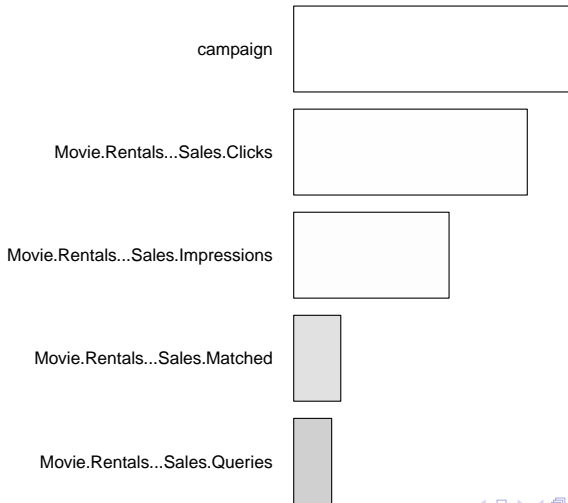 campaign
Movie.Rentals...Sales.Clicks
Movie.Rentals...Sales.Impressions
Movie.Rentals...Sales.Matched
Movie.Rentals...Sales.Queries